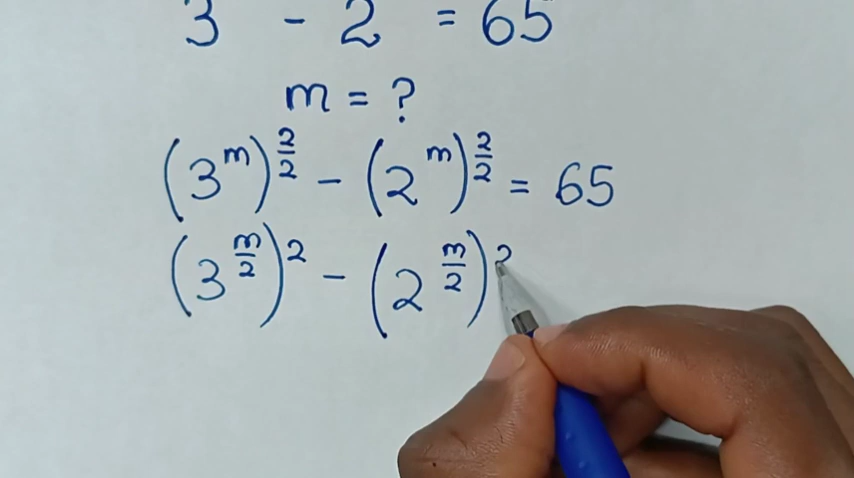 3 - 2 = 65
m = ?
(3^m)^(2/2) - (2^m)^(2/2) = 65
(3^(m/2))^2 - (2^(m/2))^2